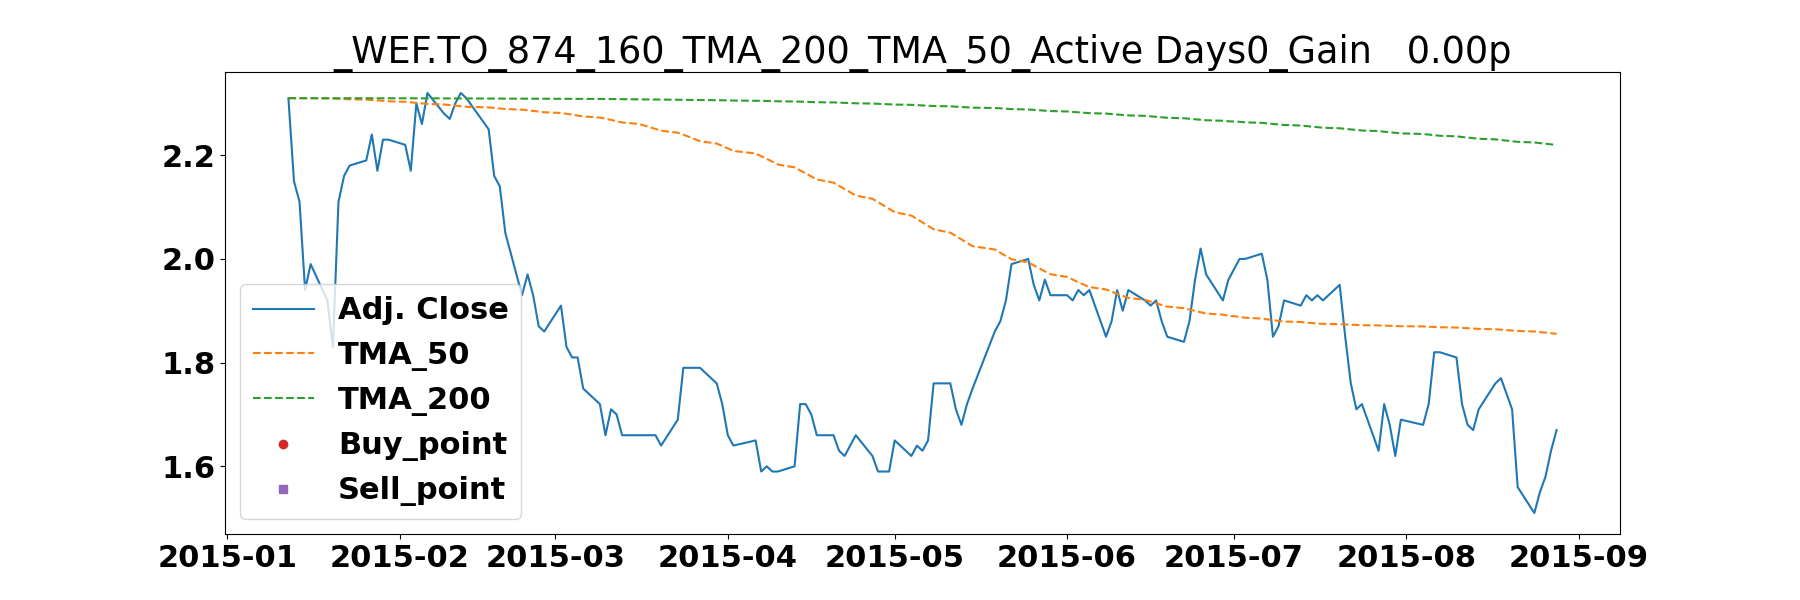 _WEF.TO_874_160_TMA_200_TMA_50_Active Days0_Gain   0.00p
2.2
2.0
1.8
1.6
Adj. Close
TMA_50
TMA_200
Buy_point
Sell_point
2015-01 2015-02 2015-03 2015-04 2015-05 2015-06 2015-07 2015-08 2015-09